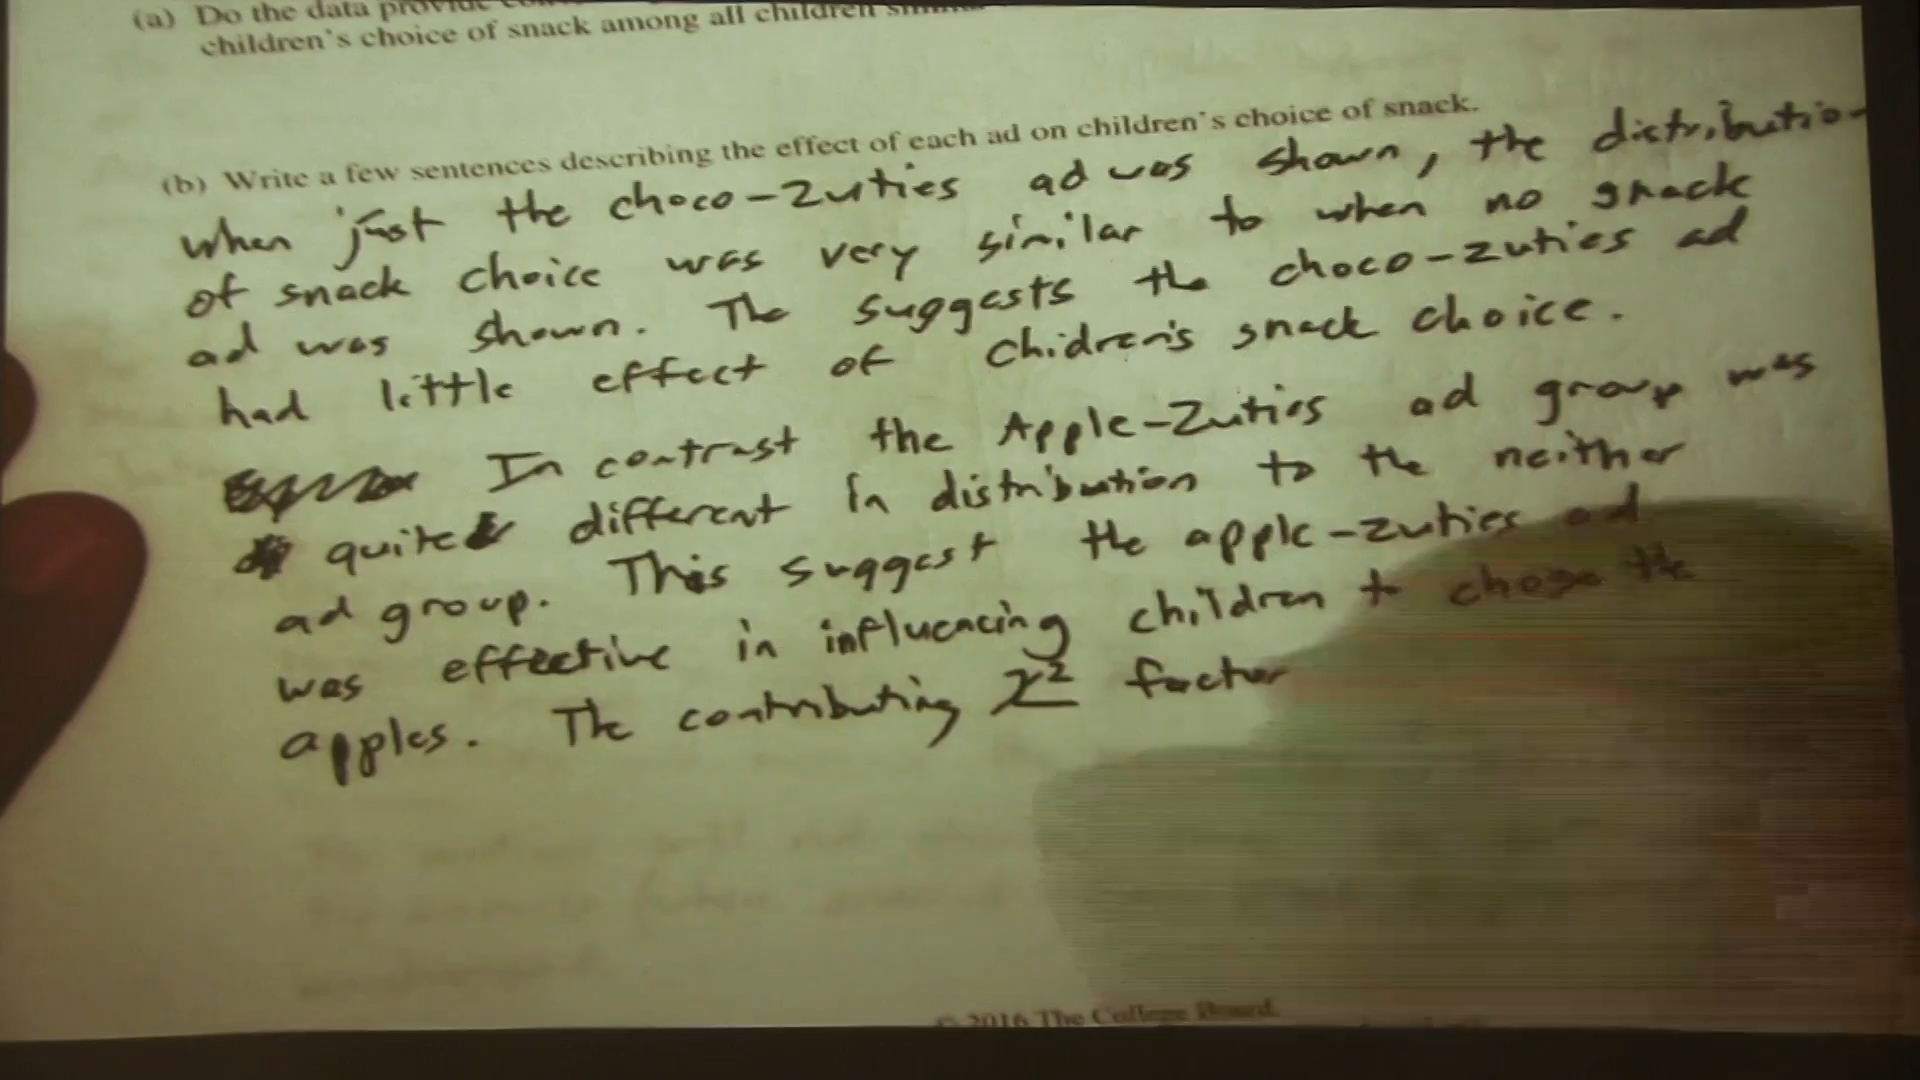 (a) Do the data provide
children's choice of snack among all children
(b) Write a few sentences describing the effect of each ad on children's choice of snack.
when just the choco-zuties ad was shown, the distribution
of snack choice was very similar to when no snack
ad was shown. The suggests the choco-zuties ad
had little effect of chidren's snack choice.
In contrast the Apple-Zuties ad group was
quite different in distribution to the neither
ad group. This suggest the apple-zuties ad
was effective in influencing children to chose the
apples. The contributing χ² factor
© 2016 The College Board.